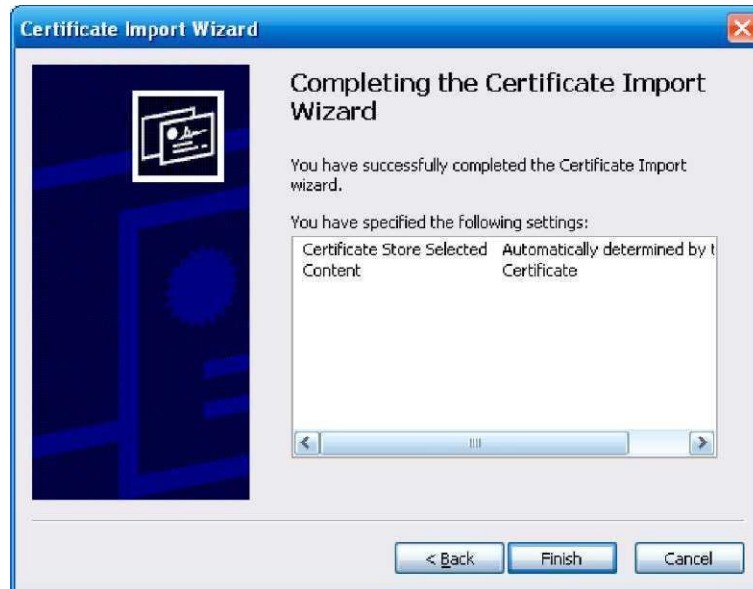 Certificate Import Wizard
Completing the Certificate Import
Wizard
You have successfully completed the Certificate Import
wizard.
You have specified the following settings:
Certificate Store Selected Automatically determined by t
Content Certificate
< Back Finish Cancel